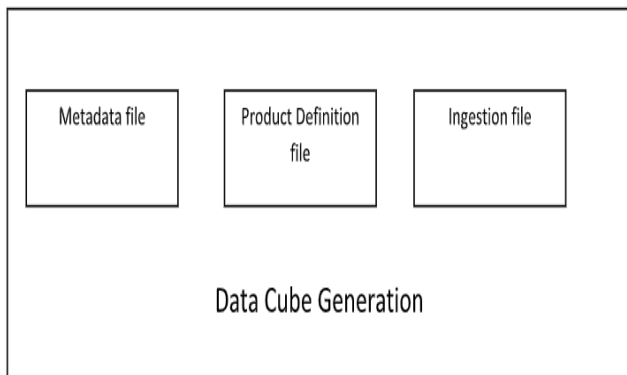 Metadata file
Product Definition
file
Ingestion file
Data Cube Generation